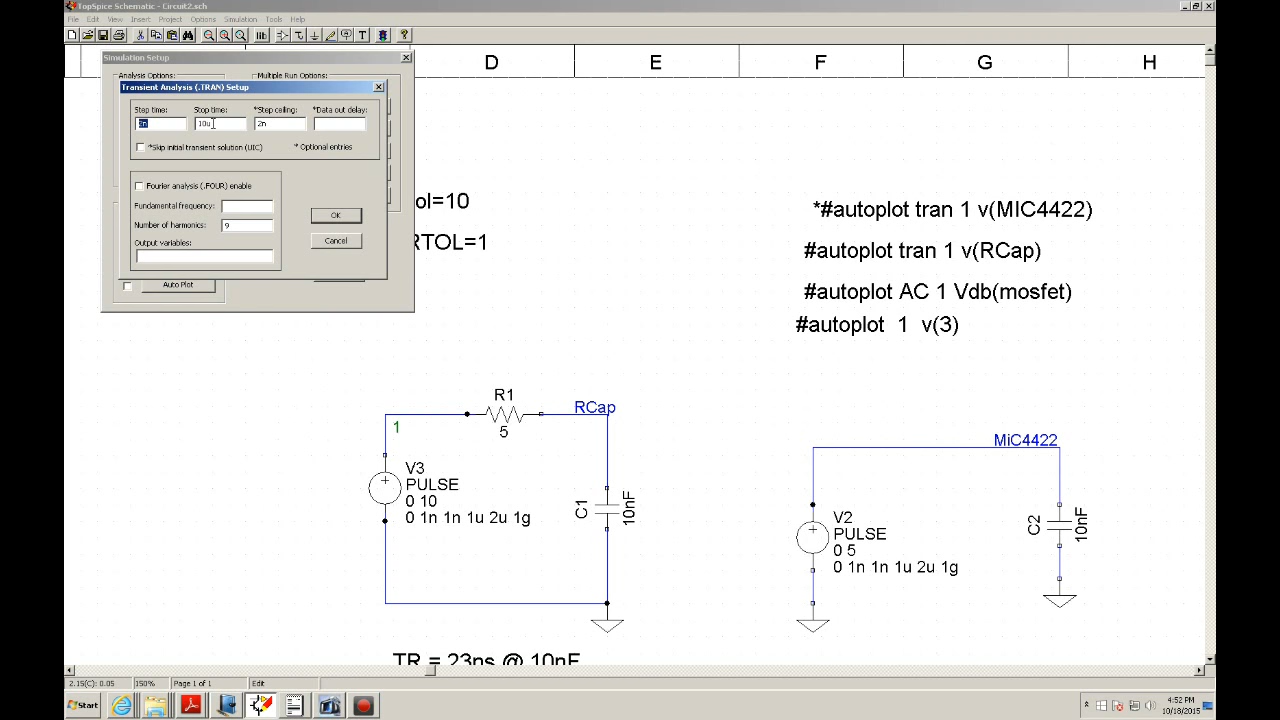 TopSpice Schematic - Circuit2.sch
File Edit View Insert Project Options Simulation Tools Help
D E F G H
Simulation Setup
Analysis Options: Multiple Run Options:
Transient Analysis (.TRAN) Setup
Step time: Stop time: *Step ceiling: *Data out delay:
10u 2n
*Skip initial transient solution (UIC) * Optional entries
Fourier analysis (.FOUR) enable
Fundamental frequency:
Number of harmonics: 9
Output variables:
OK
Cancel
Auto Plot
ol=10
RTOL=1
*#autoplot tran 1 v(MIC4422)
#autoplot tran 1 v(RCap)
#autoplot AC 1 Vdb(mosfet)
#autoplot 1 v(3)
R1
5
RCap
1
V3
PULSE
0 10
0 1n 1n 1u 2u 1g
C1
10nF
MiC4422
V2
PULSE
0 5
0 1n 1n 1u 2u 1g
C2
10nF
TR = 23ns @ 10nF
2.15(C): 0.05 150% Page 1 of 1 Edit
Start
4:52 PM
10/18/2015